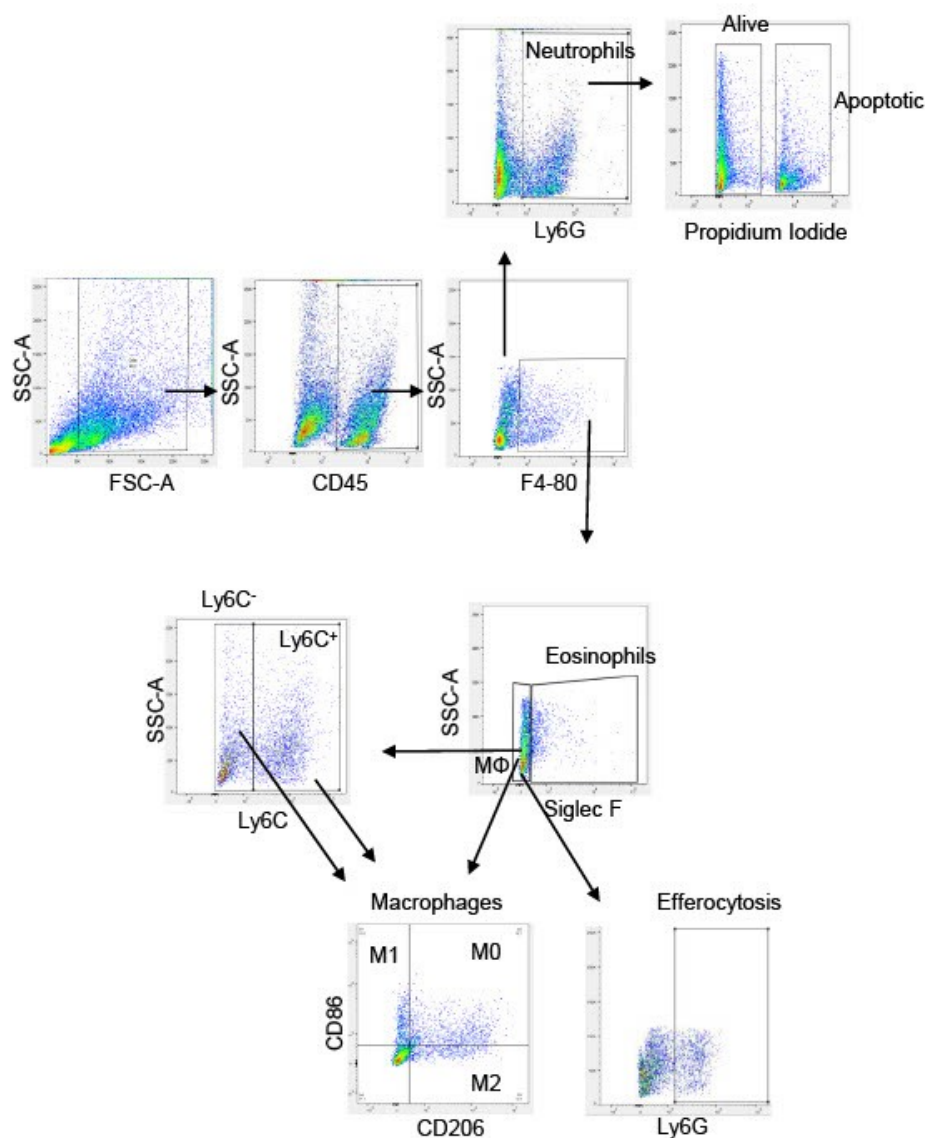 Alive
Neutrophils
Apoptotic
Ly6G
Propidium Iodide
SSC-A
SSC-A
SSC-A
FSC-A
CD45
F4-80
Ly6C-
Ly6C+
Eosinophils
SSC-A
SSC-A
MΦ
Ly6C
Siglec F
Macrophages
Efferocytosis
M1
M0
CD86
M2
CD206
Ly6G